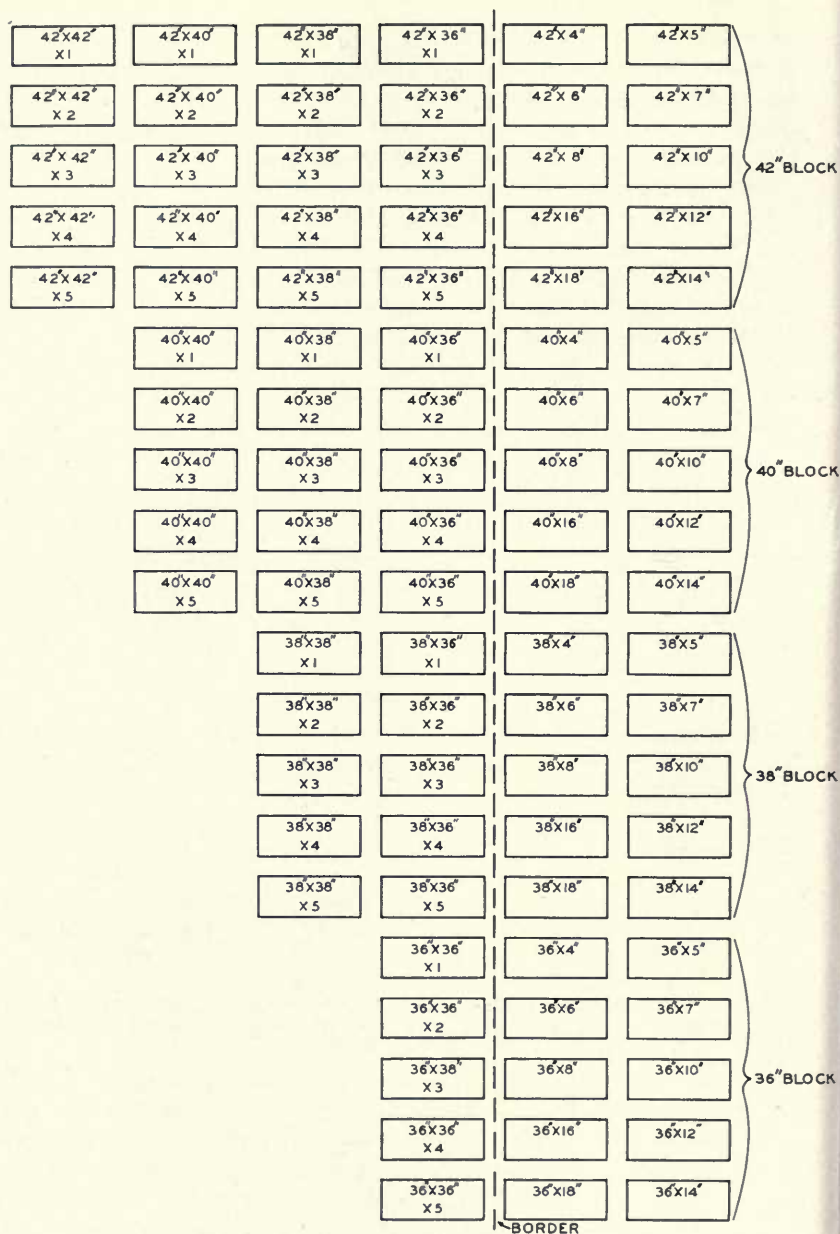 42"X42" 42"X40" 42"X38" 42"X36" 42"X4" 42"X5"
X1 X1 X1 X1
42"X42" 42"X40" 42"X38" 42"X36" 42"X6" 42"X7"
X2 X2 X2 X2
42"X42" 42"X40" 42"X38" 42"X36" 42"X8" 42"X10"
X3 X3 X3 X3
42"BLOCK
42"X42" 42"X40" 42"X38" 42"X36" 42"X16" 42"X12"
X4 X4 X4 X4
42"X42" 42"X40" 42"X38" 42"X36" 42"X18" 42"X14"
X5 X5 X5 X5
40"X40" 40"X38" 40"X36" 40"X4" 40"X5"
X1 X1 X1
40"X40" 40"X38" 40"X36" 40"X6" 40"X7"
X2 X2 X2
40"X40" 40"X38" 40"X36" 40"X8" 40"X10"
X3 X3 X3
40"BLOCK
40"X40" 40"X38" 40"X36" 40"X16" 40"X12"
X4 X4 X4
40"X40" 40"X38" 40"X36" 40"X18" 40"X14"
X5 X5 X5
38"X38" 38"X36" 38"X4" 38"X5"
X1 X1
38"X38" 38"X36" 38"X6" 38"X7"
X2 X2
38"X38" 38"X36" 38"X8" 38"X10"
X3 X3
38"BLOCK
38"X38" 38"X36" 38"X16" 38"X12"
X4 X4
38"X38" 38"X36" 38"X18" 38"X14"
X5 X5
36"X36" 36"X4" 36"X5"
X1
36"X36" 36"X6" 36"X7"
X2
36"X38" 36"X8" 36"X10"
X3
36"BLOCK
36"X36" 36"X16" 36"X12"
X4
36"X36" 36"X18" 36"X14"
X5
BORDER